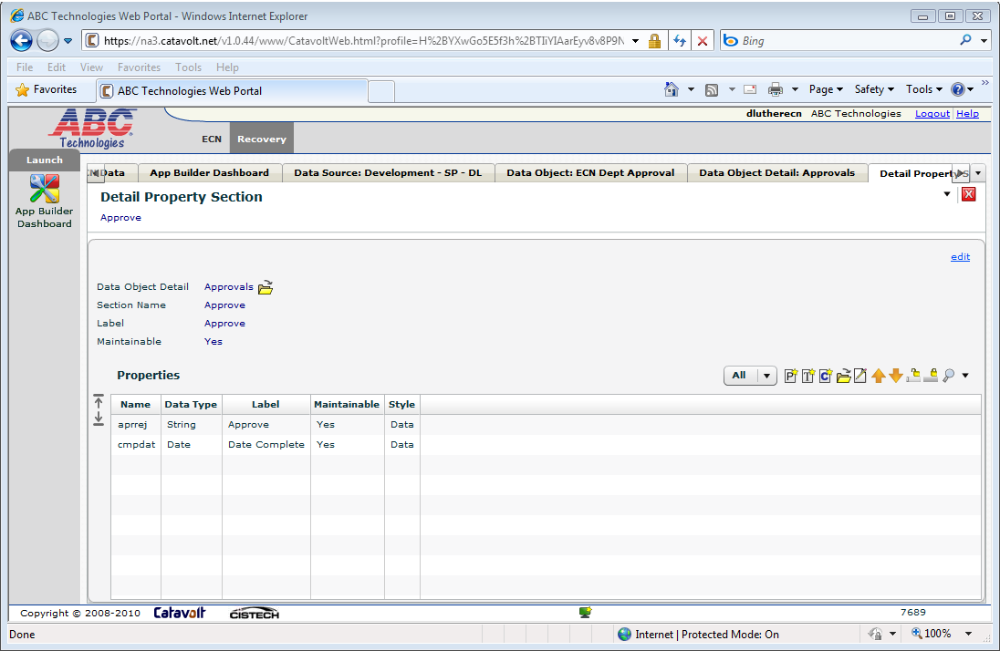 ABC Technologies Web Portal - Windows Internet Explorer
https://na3.catavolt.net/v1.0.44/www/CatavoltWeb.html?profile=H%2BYXwGo5E5f3h%2BTIiYIAarEyv8v8P9N
Bing
File Edit View Favorites Tools Help
Favorites ABC Technologies Web Portal Page Safety Tools
dlutherecn ABC Technologies Logout Help
ABC
Technologies
ECN Recovery
Launch
Data App Builder Dashboard Data Source: Development - SP - DL Data Object: ECN Dept Approval Data Object Detail: Approvals Detail Property S
App Builder
Dashboard
Detail Property Section
Approve
edit
Data Object Detail Approvals
Section Name Approve
Label Approve
Maintainable Yes
Properties All
Name Data Type Label Maintainable Style
aprrej String Approve Yes Data
cmpdat Date Date Complete Yes Data
Copyright © 2008-2010 Catavolt CISTECH 7689
Done Internet | Protected Mode: On 100%